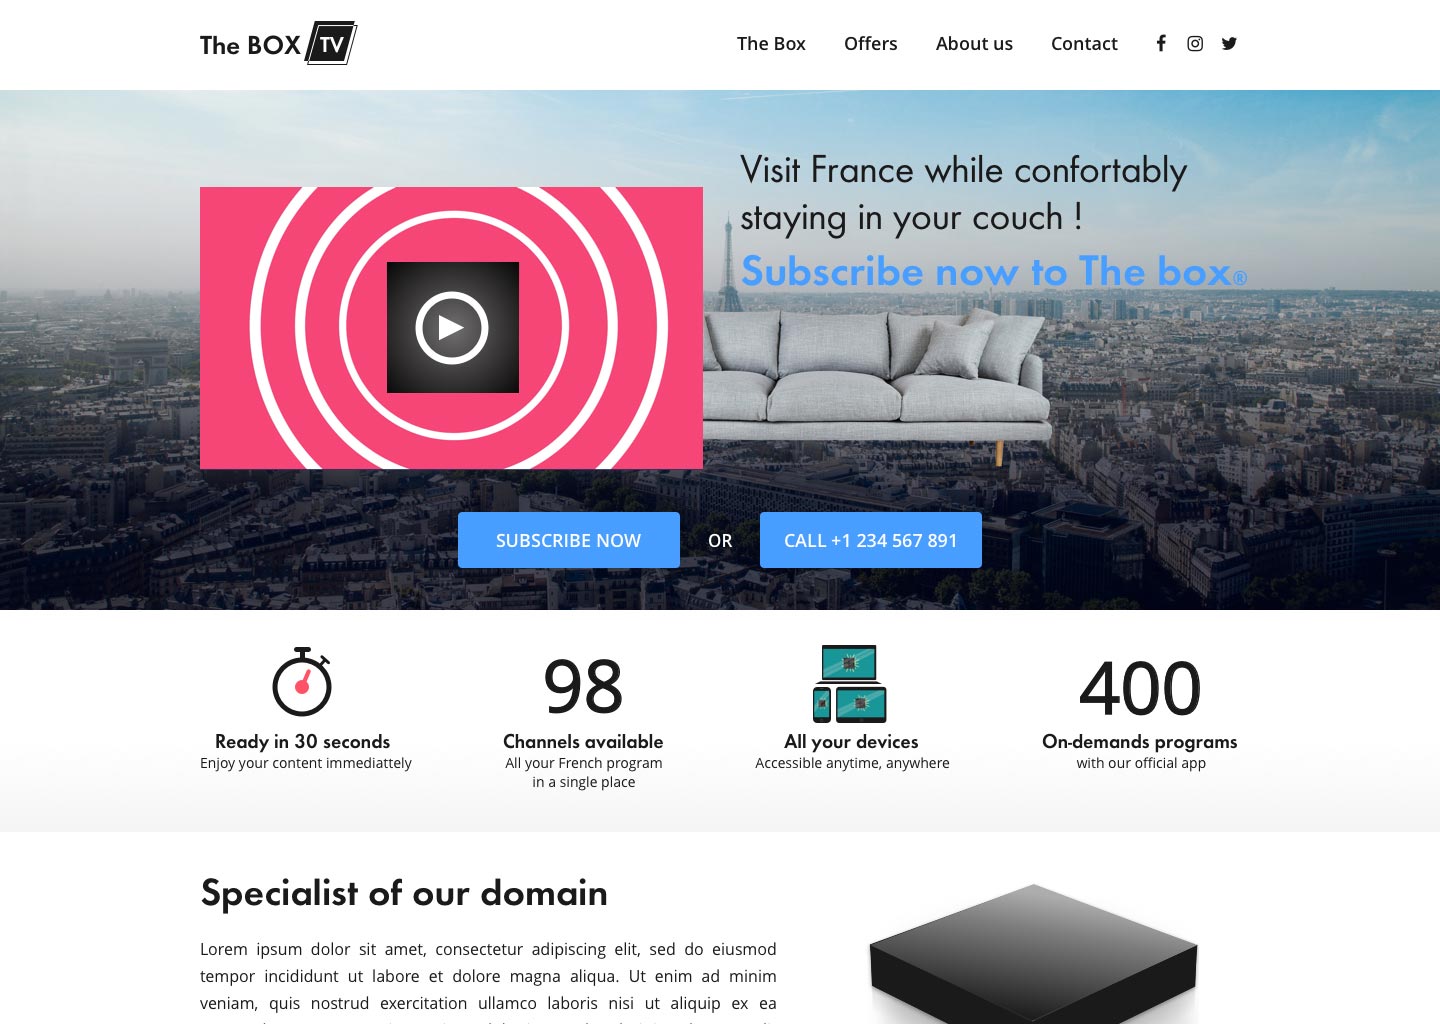 The BOX TV
The Box
Offers
About us
Contact
Visit France while confortably
staying in your couch !
Subscribe now to The box®
SUBSCRIBE NOW
OR
CALL +1 234 567 891
98
400
Ready in 30 seconds
Enjoy your content immediattely
Channels available
All your French program
in a single place
All your devices
Accessible anytime, anywhere
On-demands programs
with our official app
Specialist of our domain
Lorem ipsum dolor sit amet, consectetur adipiscing elit, sed do eiusmod
tempor incididunt ut labore et dolore magna aliqua. Ut enim ad minim
veniam, quis nostrud exercitation ullamco laboris nisi ut aliquip ex ea